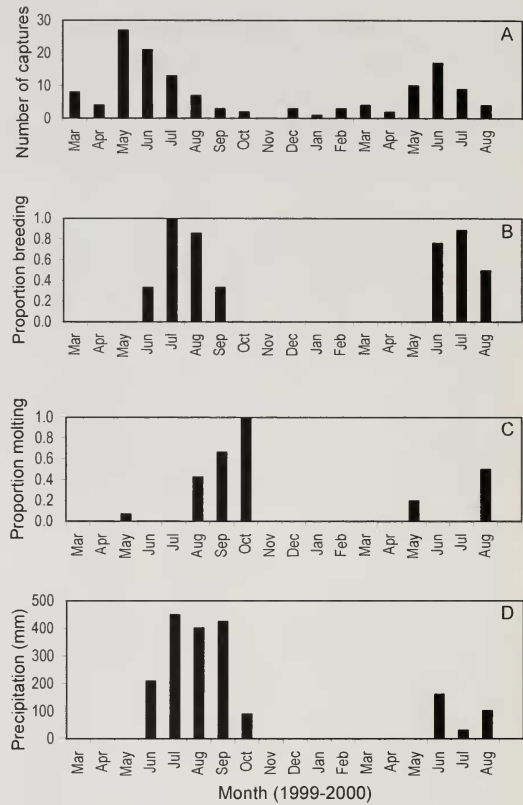 A
Number of captures
30
20
10
0
Mar Apr May Jun Jul Aug Sep Oct Nov Dec Jan Feb Mar Apr May Jun Jul Aug
B
Proportion breeding
1.0
0.8
0.6
0.4
0.2
0.0
Mar Apr May Jun Jul Aug Sep Oct Nov Dec Jan Feb Mar Apr May Jun Jul Aug
C
Proportion molting
1.0
0.8
0.6
0.4
0.2
0.0
Mar Apr May Jun Jul Aug Sep Oct Nov Dec Jan Feb Mar Apr May Jun Jul Aug
D
Precipitation (mm)
500
400
300
200
100
0
Mar Apr May Jun Jul Aug Sep Oct Nov Dec Jan Feb Mar Apr May Jun Jul Aug
Month (1999-2000)